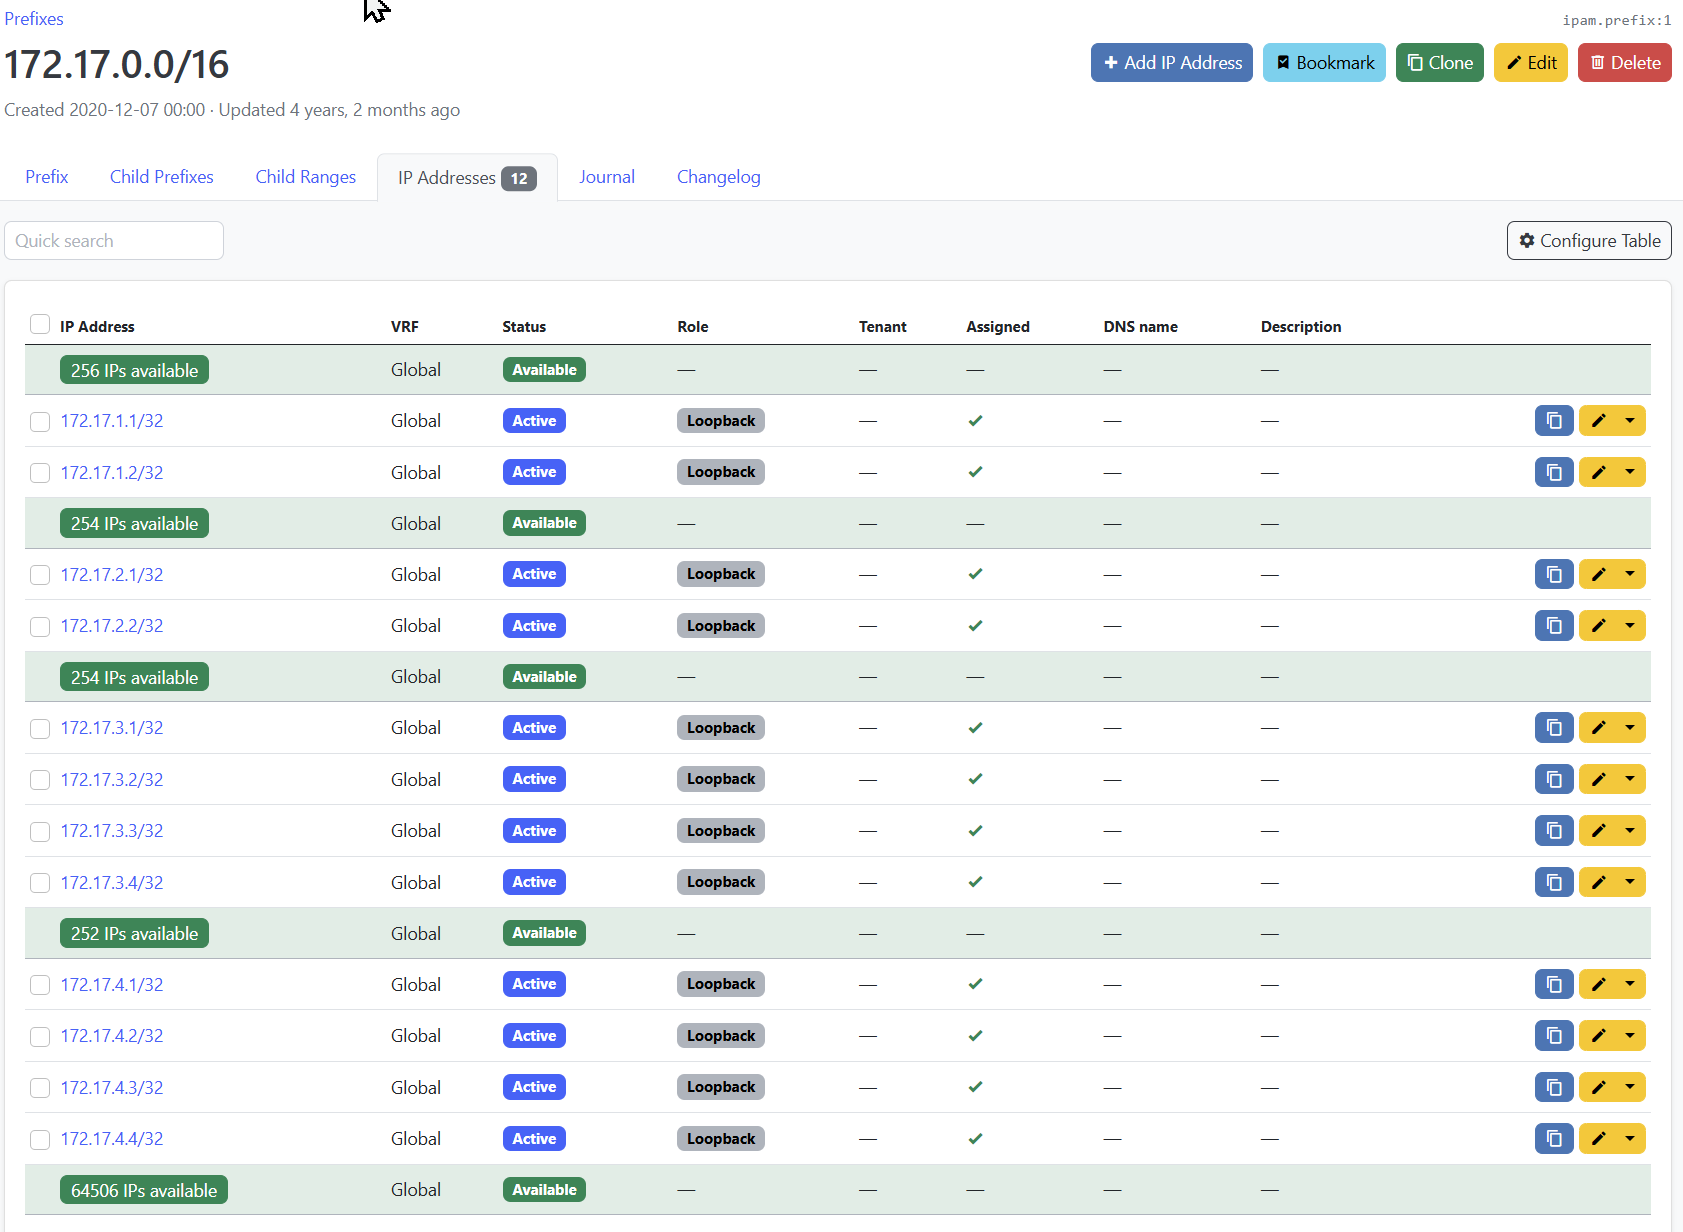 Prefixes
ipam.prefix:1
172.17.0.0/16
Add IP Address Bookmark Clone Edit Delete
Created 2020-12-07 00:00 · Updated 4 years, 2 months ago
Prefix Child Prefixes Child Ranges IP Addresses 12 Journal Changelog
Quick search Configure Table
IP Address VRF Status Role Tenant Assigned DNS name Description
256 IPs available Global Available — — — — —
172.17.1.1/32 Global Active Loopback — ✓ — —
172.17.1.2/32 Global Active Loopback — ✓ — —
254 IPs available Global Available — — — — —
172.17.2.1/32 Global Active Loopback — ✓ — —
172.17.2.2/32 Global Active Loopback — ✓ — —
254 IPs available Global Available — — — — —
172.17.3.1/32 Global Active Loopback — ✓ — —
172.17.3.2/32 Global Active Loopback — ✓ — —
172.17.3.3/32 Global Active Loopback — ✓ — —
172.17.3.4/32 Global Active Loopback — ✓ — —
252 IPs available Global Available — — — — —
172.17.4.1/32 Global Active Loopback — ✓ — —
172.17.4.2/32 Global Active Loopback — ✓ — —
172.17.4.3/32 Global Active Loopback — ✓ — —
172.17.4.4/32 Global Active Loopback — ✓ — —
64506 IPs available Global Available — — — — —